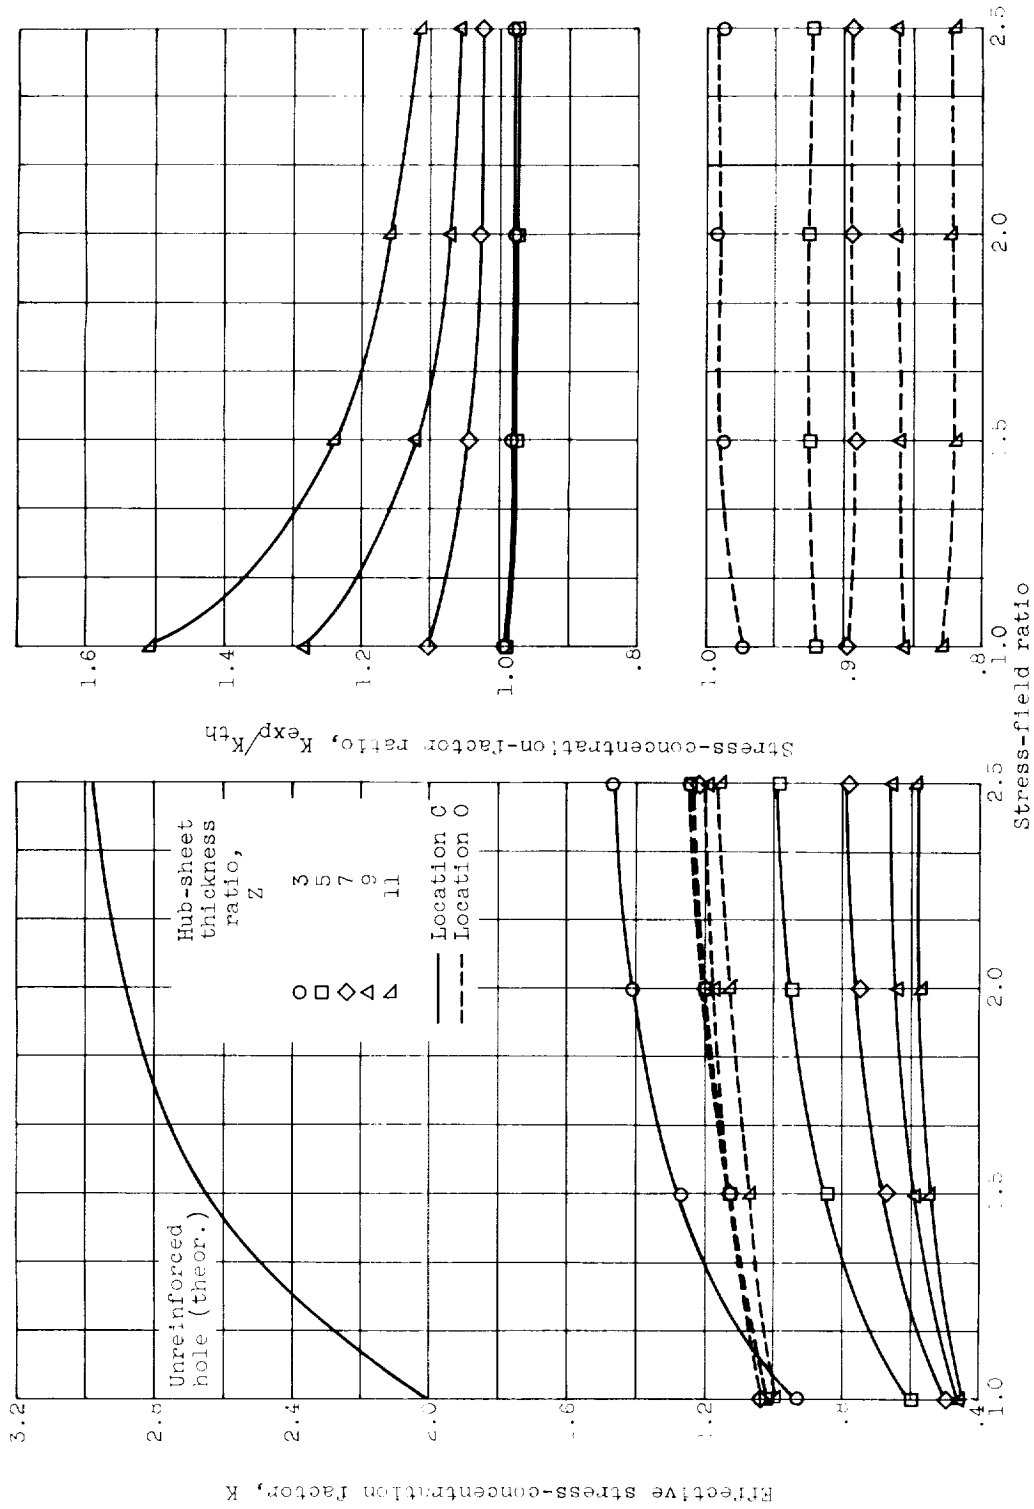 3.2
2.8
2.4
2.0
1.6
1.2
.8
.4
1.0
1.5
2.0
2.5
Effective stress-concentration factor, K
Unreinforced
hole (theor.)
Hub-sheet
thickness
ratio,
Z
3
5
7
9
11
Location C
Location O
1.6
1.4
1.2
1.0
.8
Stress-concentration-factor ratio, Kexp/Kth
1.0
.9
.8
1.0
1.5
2.0
2.5
Stress-field ratio